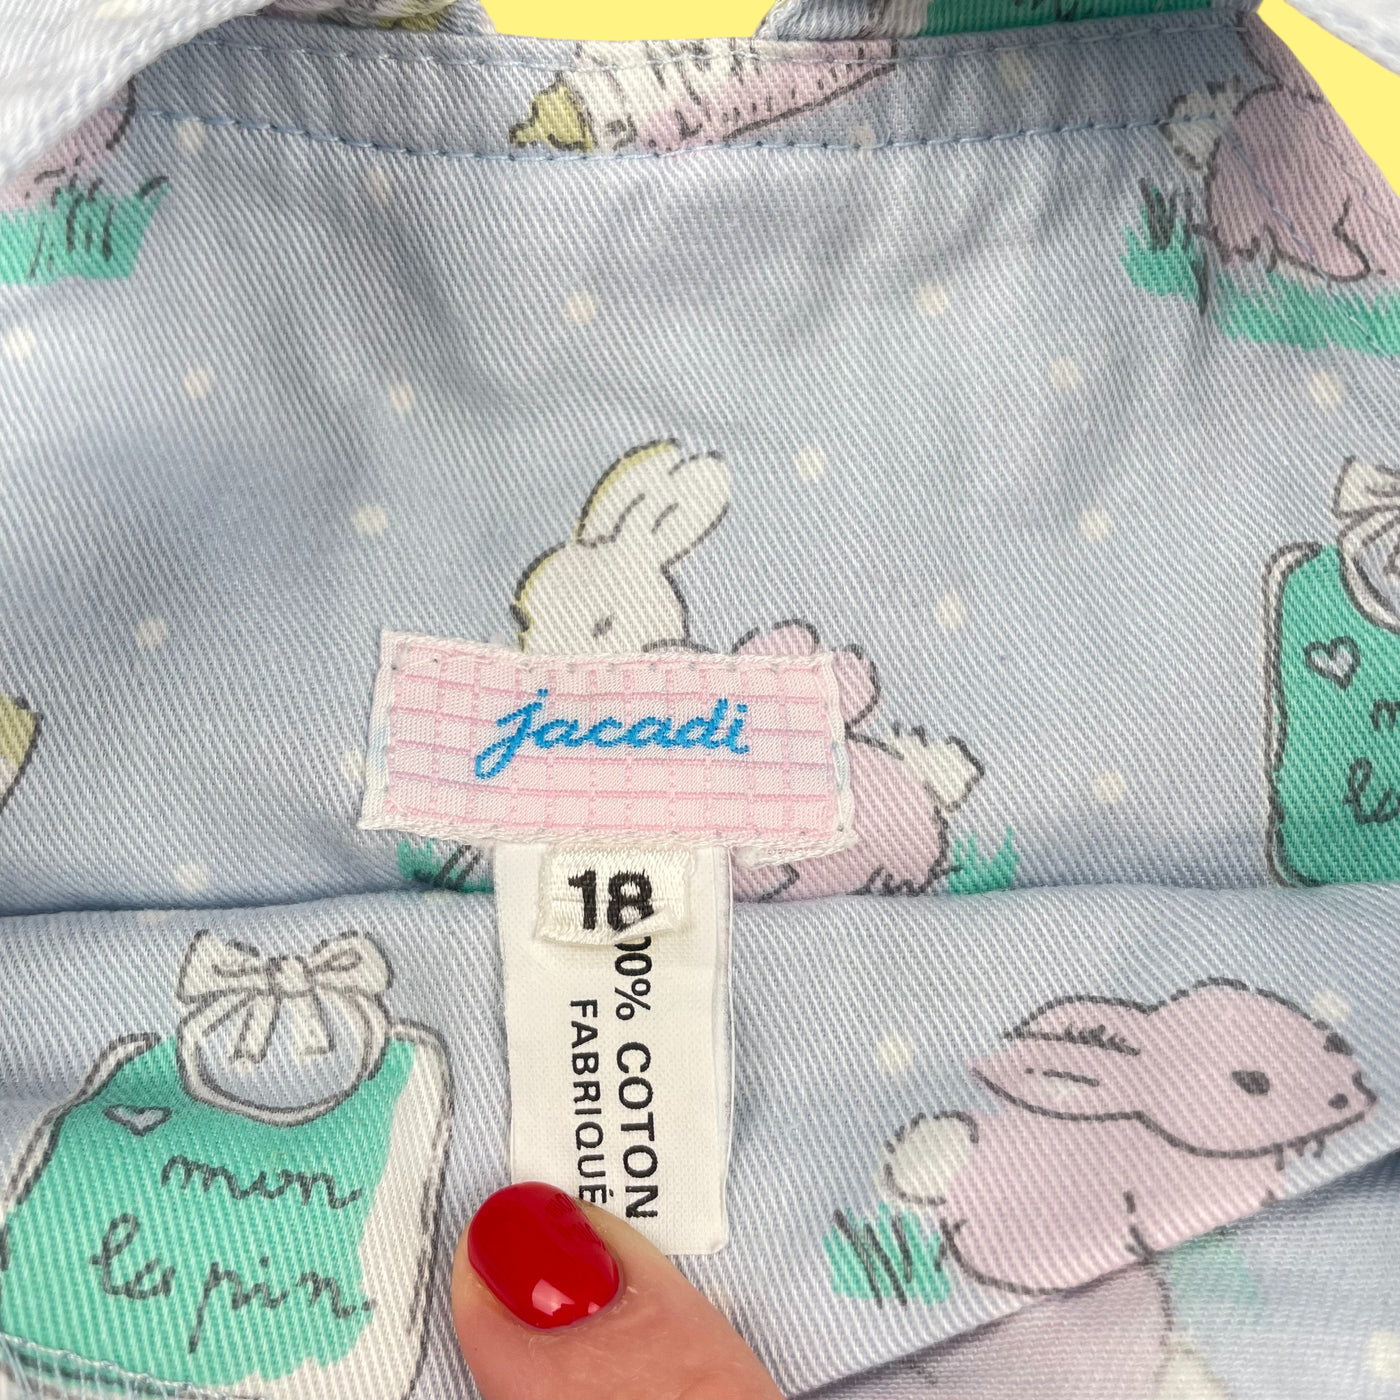 jacadi
18
00% COTON
FABRIQUÉ
mon
lapin.